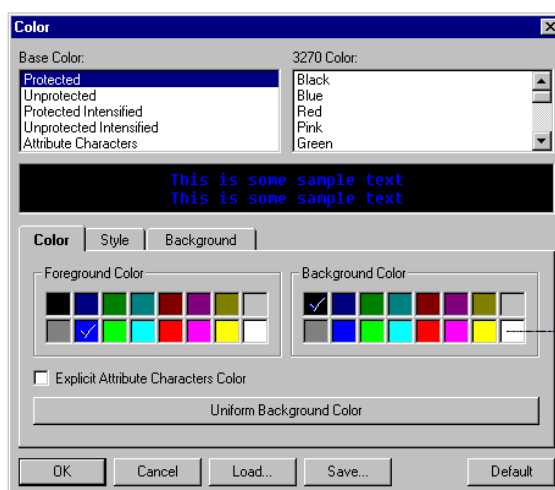 Color
Base Color:
3270 Color:
Protected
Unprotected
Protected Intensified
Unprotected Intensified
Attribute Characters
Black
Blue
Red
Pink
Green
This is some sample text
This is some sample text
Color
Style
Background
Foreground Color
Background Color
Explicit Attribute Characters Color
Uniform Background Color
OK
Cancel
Load...
Save...
Default